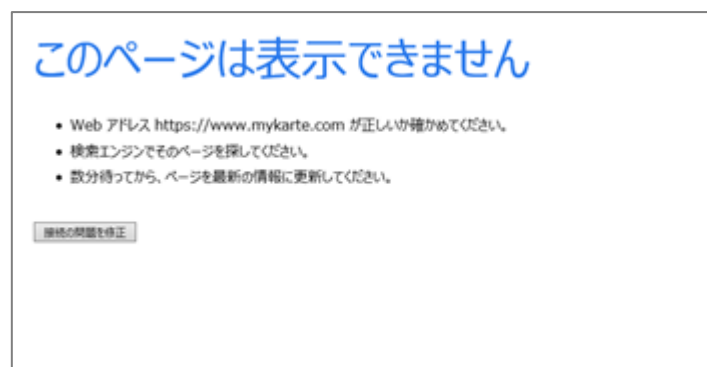 このページは表示できません
• Web アドレス https://www.mykarte.com が正しいか確かめてください。
• 検索エンジンでそのページを探してください。
• 数分待ってから、ページを最新の情報に更新してください。
接続の問題を修正